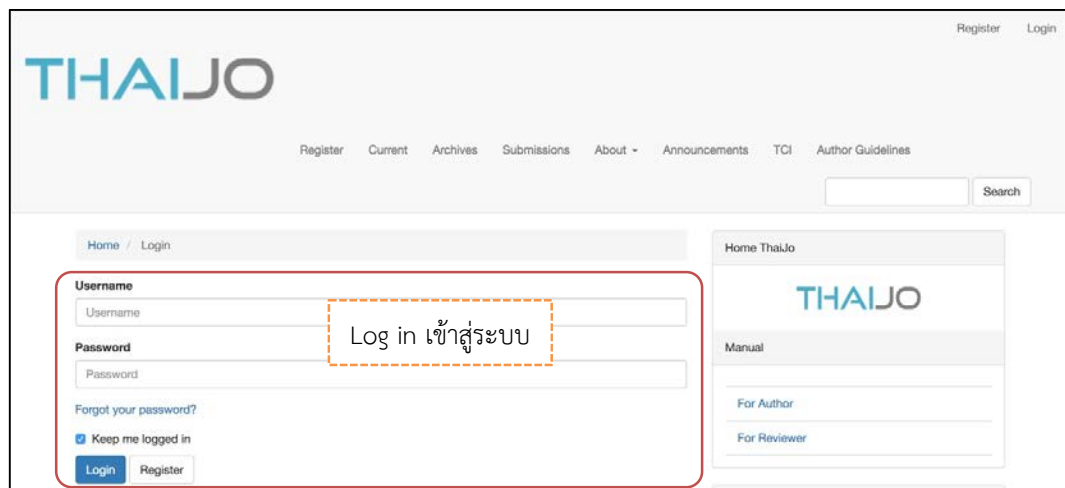 Register Login
THAIJO
Register Current Archives Submissions About Announcements TCI Author Guidelines
Search
Home / Login
Username
Username
Password
Password
Forgot your password?
Keep me logged in
Login Register
Log in เข้าสู่ระบบ
Home ThaiJo
THAIJO
Manual
For Author
For Reviewer